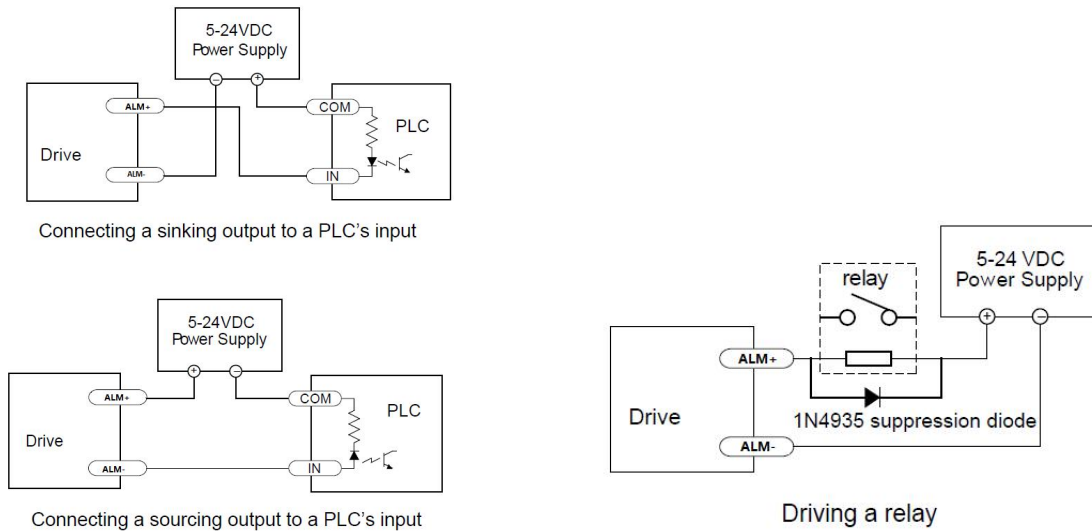 5-24VDC
Power Supply
−
+
ALM+
COM
PLC
Drive
ALM-
IN
Connecting a sinking output to a PLC's input
5-24VDC
Power Supply
+
−
ALM+
COM
PLC
Drive
ALM-
IN
Connecting a sourcing output to a PLC's input
5-24 VDC
Power Supply
relay
+
−
ALM+
Drive
1N4935 suppression diode
ALM-
Driving a relay